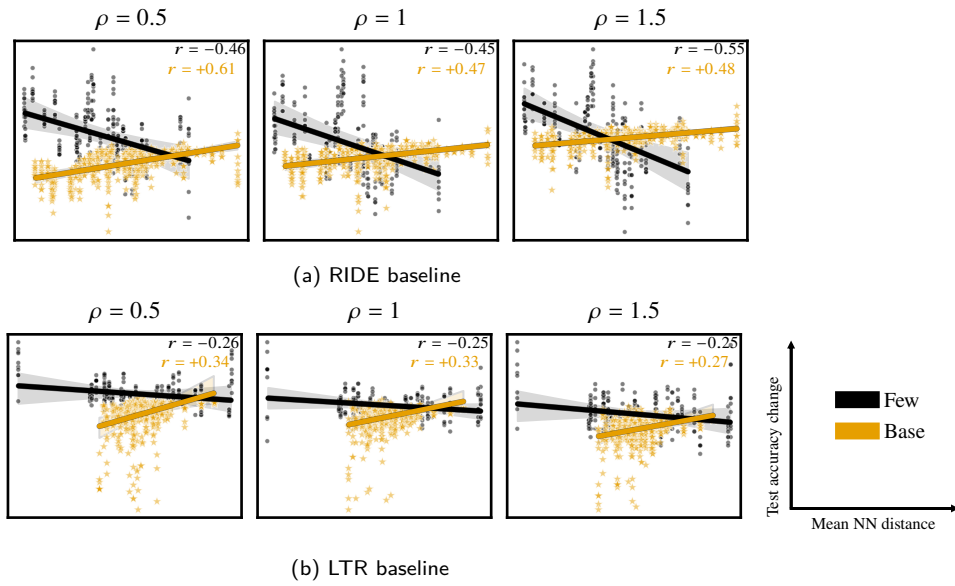 ρ = 0.5
ρ = 1
ρ = 1.5
r = −0.46
r = +0.61
r = −0.45
r = +0.47
r = −0.55
r = +0.48
(a) RIDE baseline
ρ = 0.5
ρ = 1
ρ = 1.5
r = −0.26
r = +0.34
r = −0.25
r = +0.33
r = −0.25
r = +0.27
Test accuracy change
Few
Base
Mean NN distance
(b) LTR baseline